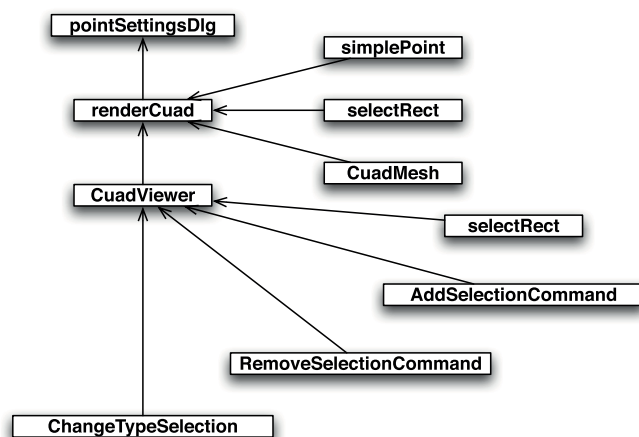 pointSettingsDlg
simplePoint
renderCuad
selectRect
CuadMesh
CuadViewer
selectRect
AddSelectionCommand
RemoveSelectionCommand
ChangeTypeSelection